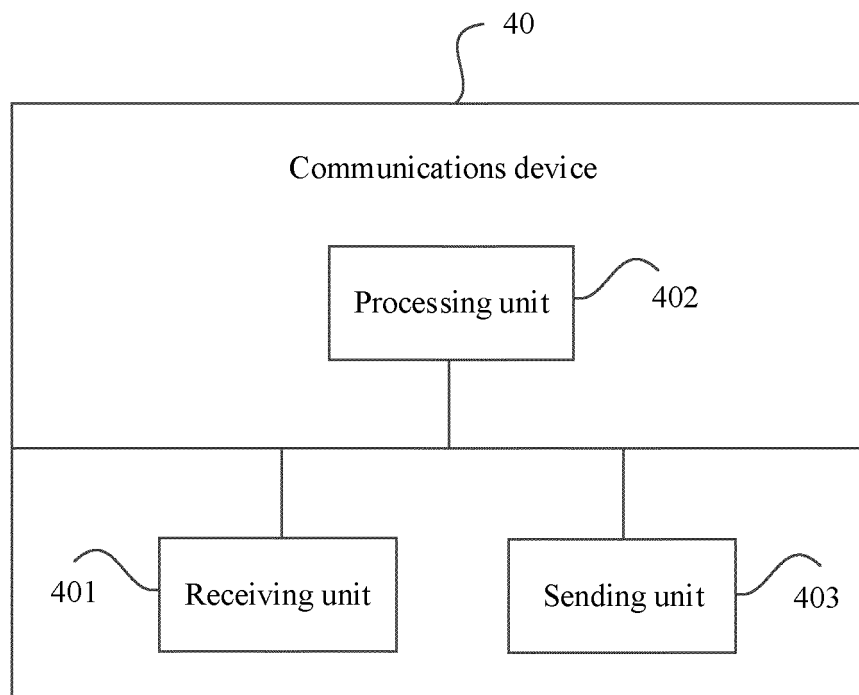 40
Communications device
Processing unit
402
401
Receiving unit
Sending unit
403